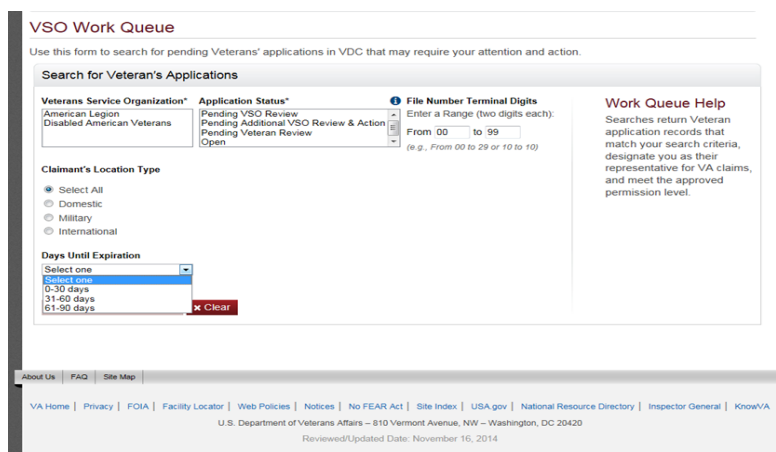 VSO Work Queue
Use this form to search for pending Veterans' applications in VDC that may require your attention and action.
Search for Veteran's Applications
Veterans Service Organization*
American Legion
Disabled American Veterans
Application Status*
Pending VSO Review
Pending Additional VSO Review & Action
Pending Veteran Review
Open
File Number Terminal Digits
Enter a Range (two digits each):
From 00 to 99
(e.g., From 00 to 29 or 10 to 10)
Claimant's Location Type
Select All
Domestic
Military
International
Days Until Expiration
Select one
Select one
0-30 days
31-60 days
61-90 days
x Clear
Work Queue Help
Searches return Veteran
application records that
match your search criteria,
designate you as their
representative for VA claims,
and meet the approved
permission level.
About Us | FAQ | Site Map
VA Home | Privacy | FOIA | Facility Locator | Web Policies | Notices | No FEAR Act | Site Index | USA.gov | National Resource Directory | Inspector General | KnowVA
U.S. Department of Veterans Affairs – 810 Vermont Avenue, NW – Washington, DC 20420
Reviewed/Updated Date: November 16, 2014